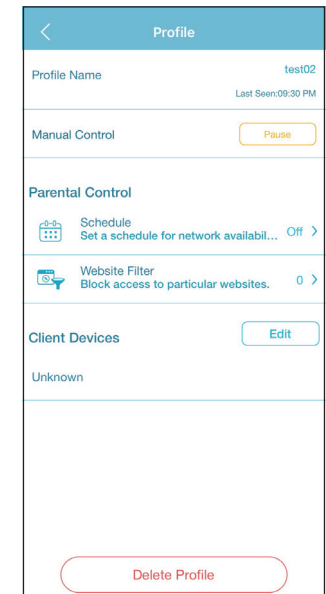 Profile
Profile Name
test02
Last Seen:09:30 PM
Manual Control
Pause
Parental Control
Schedule
Set a schedule for network availabil... Off
Website Filter
Block access to particular websites. 0
Client Devices
Edit
Unknown
Delete Profile